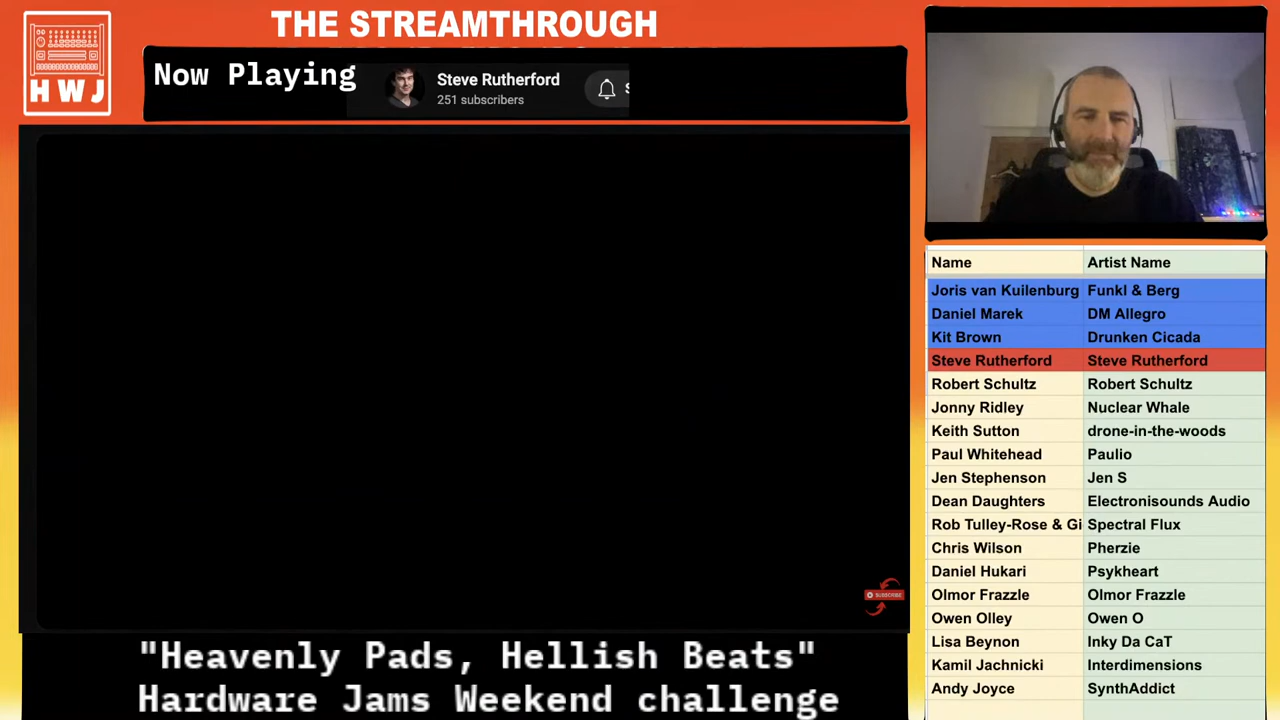 THE STREAMTHROUGH
HWJ
Now Playing
Steve Rutherford
251 subscribers
SUBSCRIBE
Name Artist Name
Joris van Kuilenburg Funkl & Berg
Daniel Marek DM Allegro
Kit Brown Drunken Cicada
Steve Rutherford Steve Rutherford
Robert Schultz Robert Schultz
Jonny Ridley Nuclear Whale
Keith Sutton drone-in-the-woods
Paul Whitehead Paulio
Jen Stephenson Jen S
Dean Daughters Electronisounds Audio
Rob Tulley-Rose & Gi Spectral Flux
Chris Wilson Pherzie
Daniel Hukari Psykheart
Olmor Frazzle Olmor Frazzle
Owen Olley Owen O
Lisa Beynon Inky Da CaT
Kamil Jachnicki Interdimensions
Andy Joyce SynthAddict
"Heavenly Pads, Hellish Beats"
Hardware Jams Weekend challenge